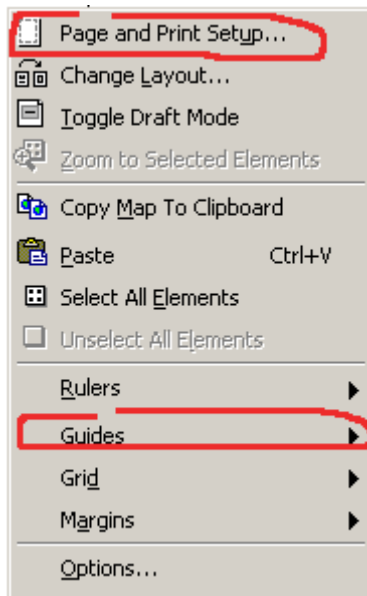 Page and Print Setup...
Change Layout...
Toggle Draft Mode
Zoom to Selected Elements
Copy Map To Clipboard
Paste Ctrl+V
Select All Elements
Unselect All Elements
Rulers
Guides
Grid
Margins
Options...